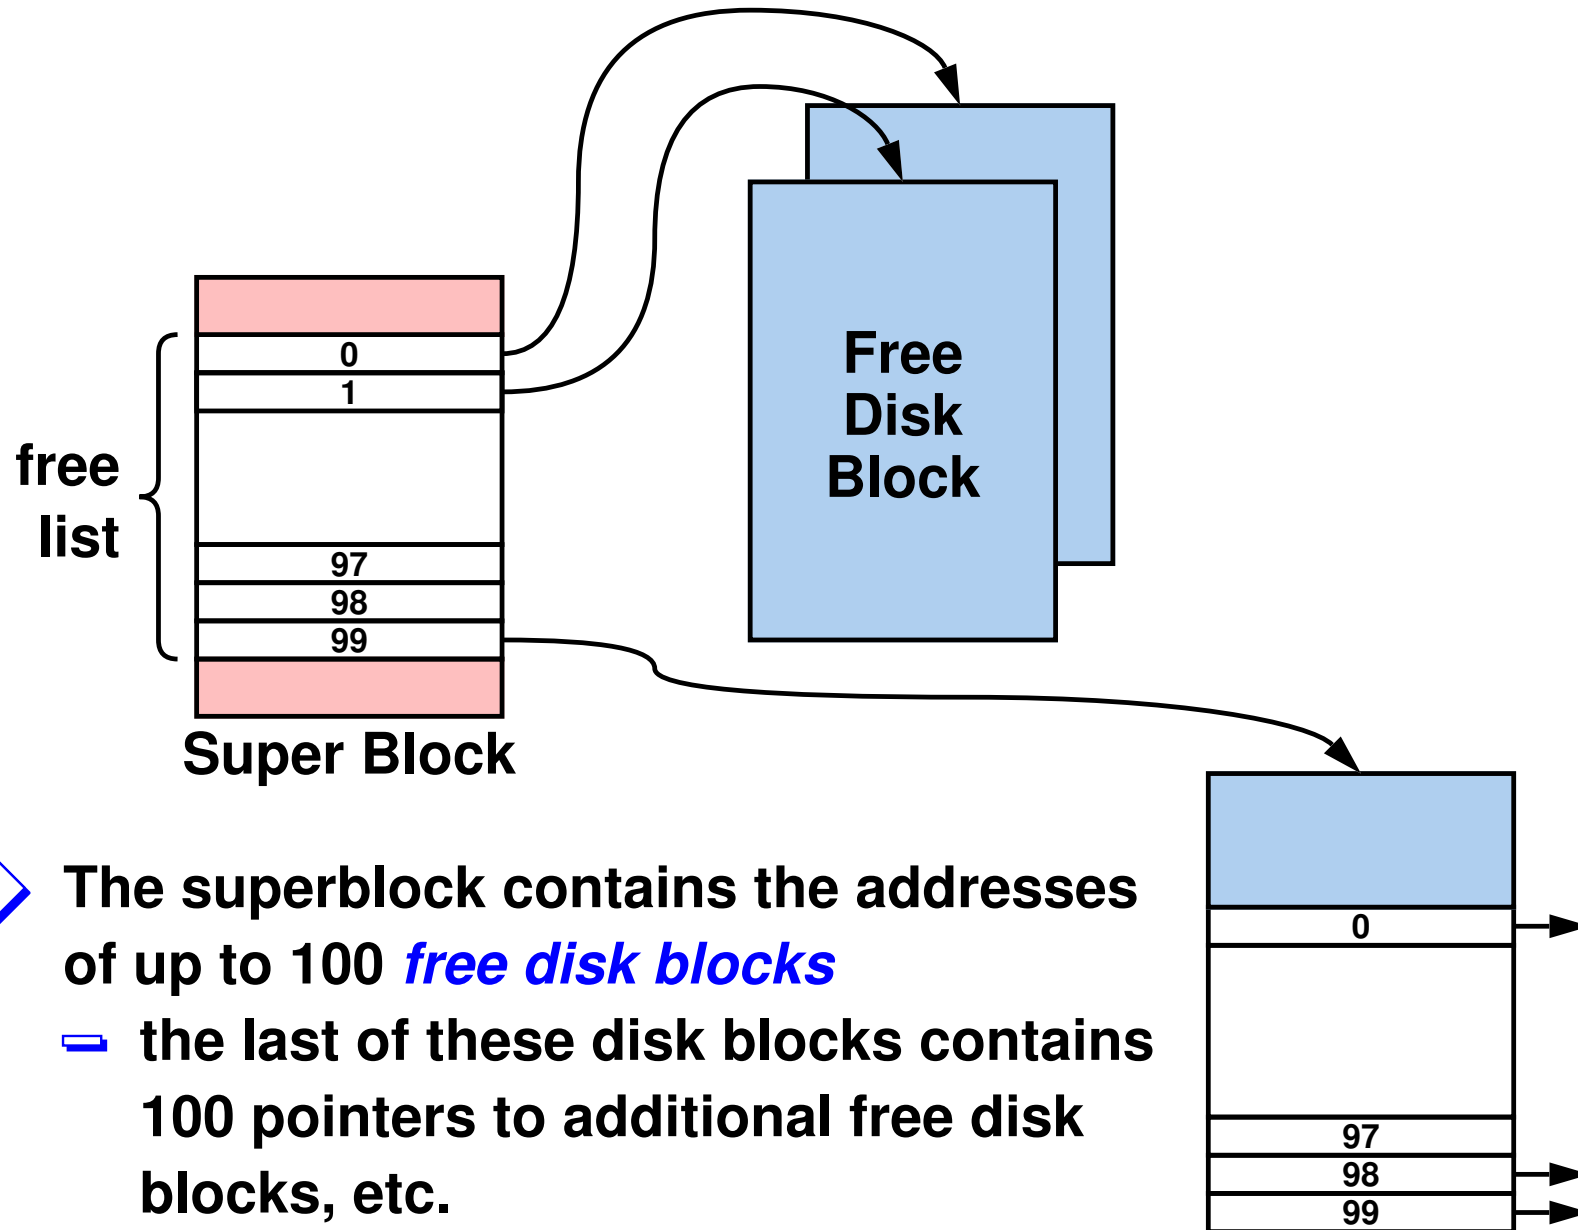 0
1
free
list
97
98
99
Super Block
Free
Disk
Block
The superblock contains the addresses
of up to 100 free disk blocks
the last of these disk blocks contains
100 pointers to additional free disk
blocks, etc.
0
97
98
99